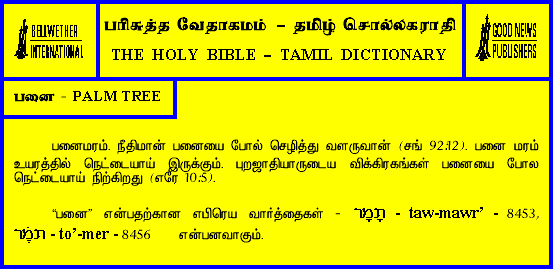 BELLWETHER
INTERNATIONAL
பரிசுத்த வேதாகமம் – தமிழ் சொல்லகராதி
THE HOLY BIBLE – TAMIL DICTIONARY
GOOD NEWS
PUBLISHERS
பனை - PALM TREE
பனைமரம். நீதிமான் பனையை போல் செழித்து வளருவான் (சங் 92:12). பனை மரம்
உயரத்தில் நெட்டையாய் இருக்கும். புறஜாதியாருடைய விக்கிரகங்கள் பனையை போல
நெட்டையாய் நிற்கிறது (எரே 10:5).
“பனை” என்பதற்கான எபிரெய வார்த்தைகள் - תָּמָר - taw-mawr’ - 8453,
תֹּמֶר - to’-mer - 8456 என்பனவாகும்.